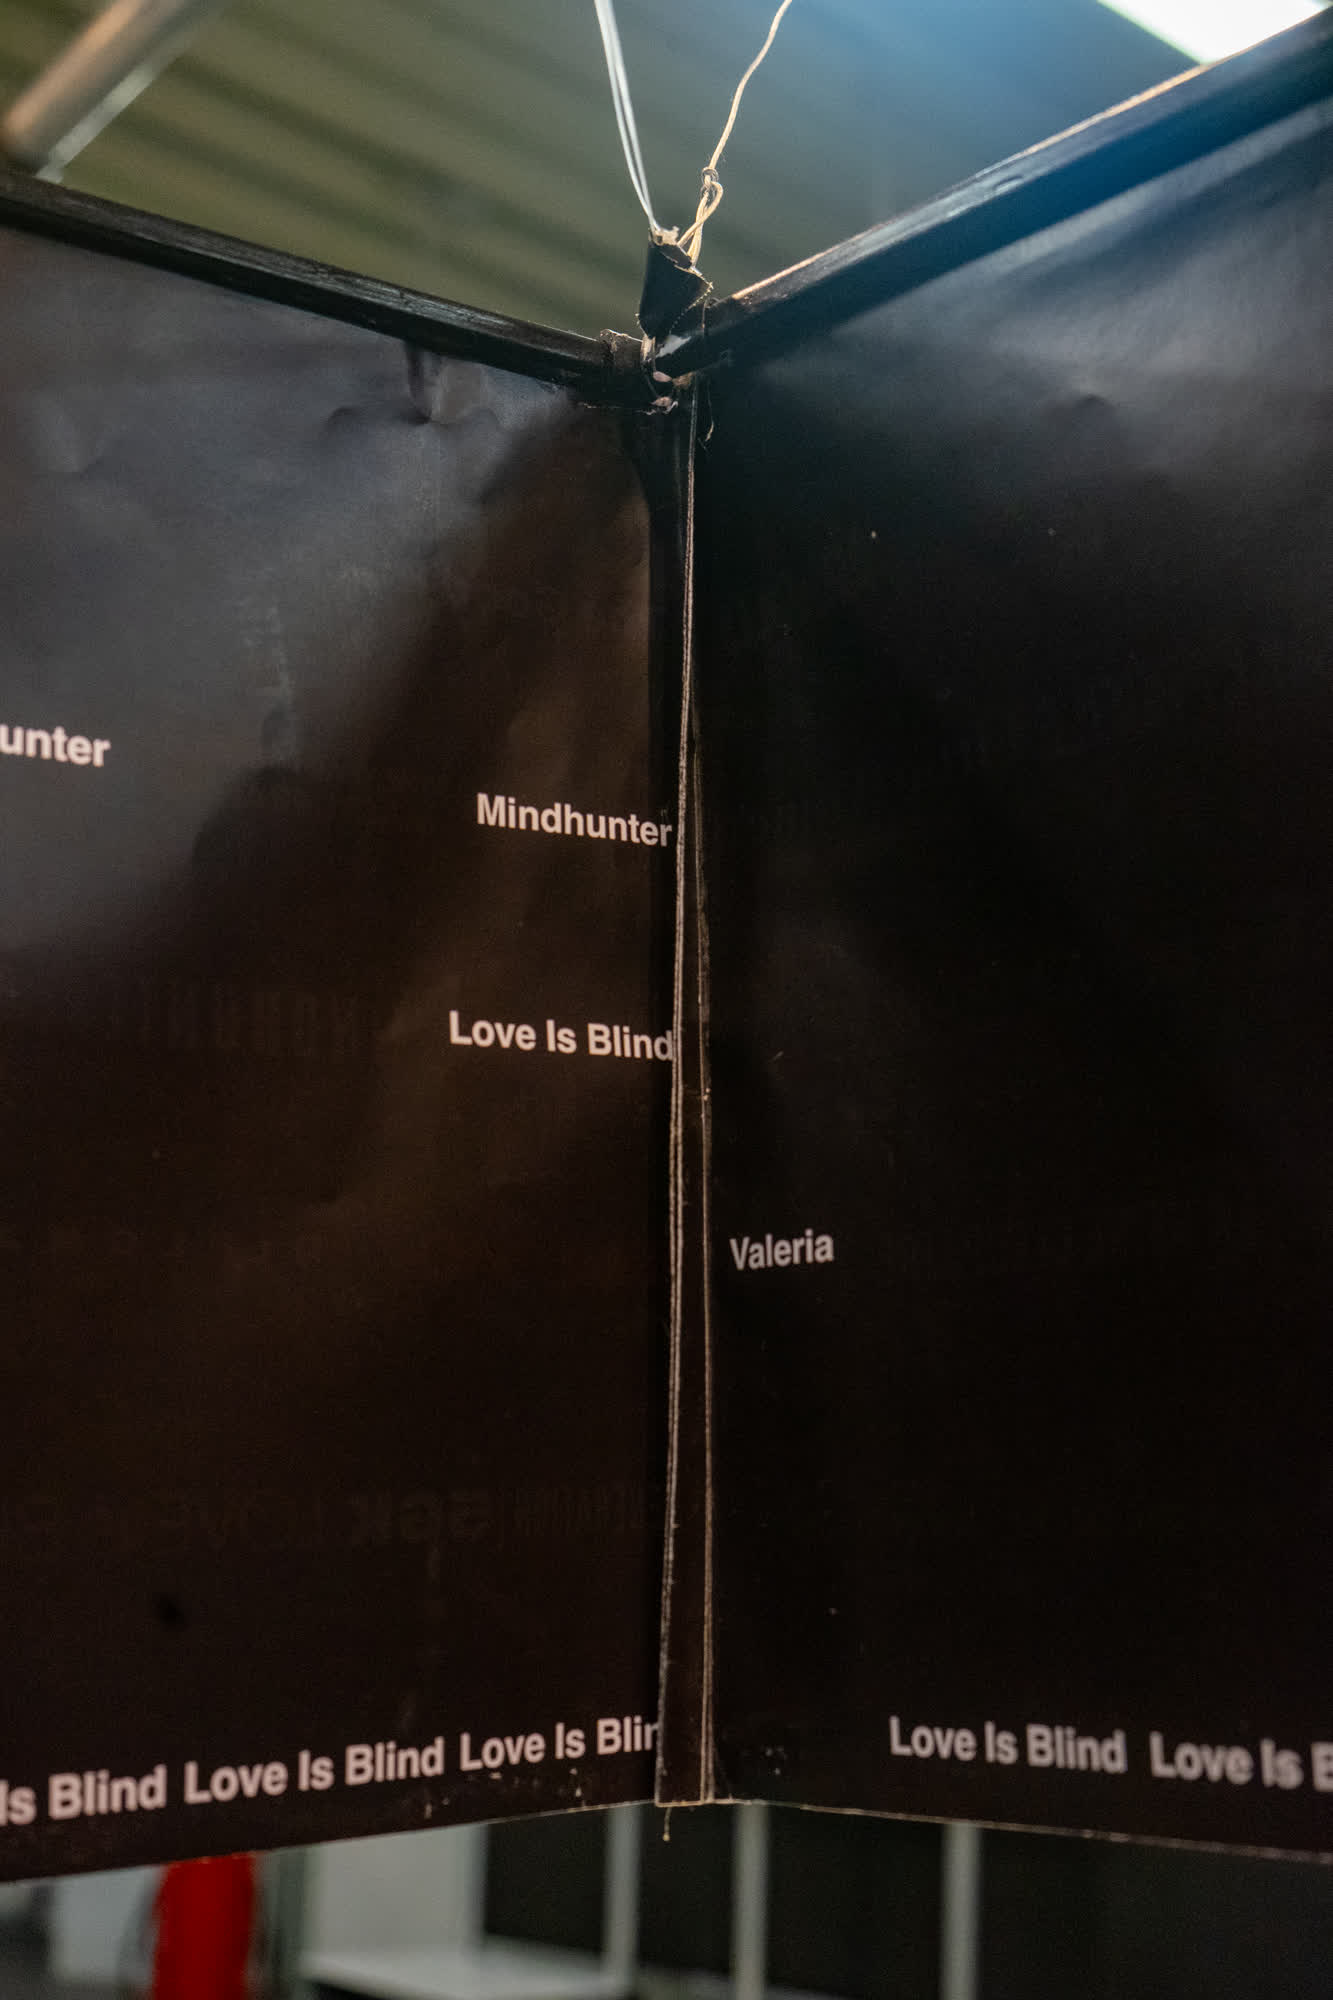 unter
Mindhunter
Love Is Blind
Valeria
Is Blind Love Is Blind Love Is Blin
Love Is Blind Love Is B